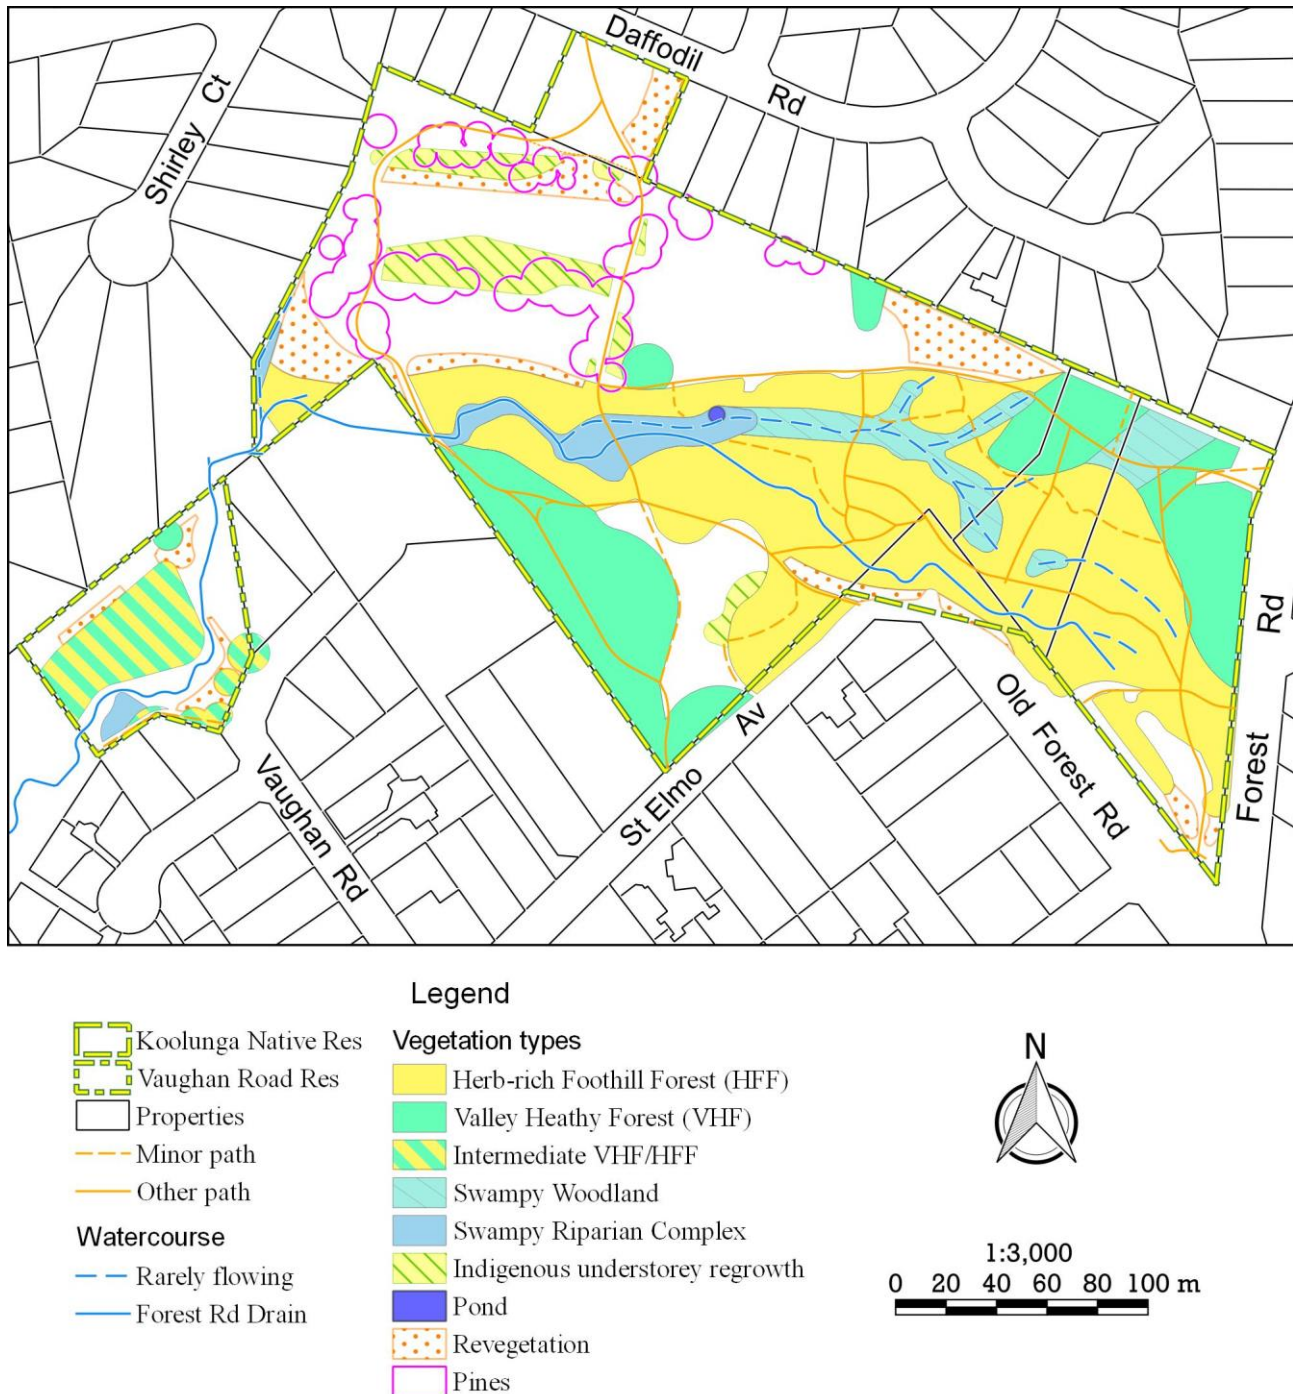 Daffodil
Rd
Shirley Ct
Rd
Forest
Old Forest Rd
Av
St Elmo
Vaughan Rd
Legend
Koolunga Native Res
Vaughan Road Res
Properties
Minor path
Other path
Watercourse
Rarely flowing
Forest Rd Drain
Vegetation types
Herb-rich Foothill Forest (HFF)
Valley Heathy Forest (VHF)
Intermediate VHF/HFF
Swampy Woodland
Swampy Riparian Complex
Indigenous understorey regrowth
Pond
Revegetation
Pines
N
1:3,000
0 20 40 60 80 100 m